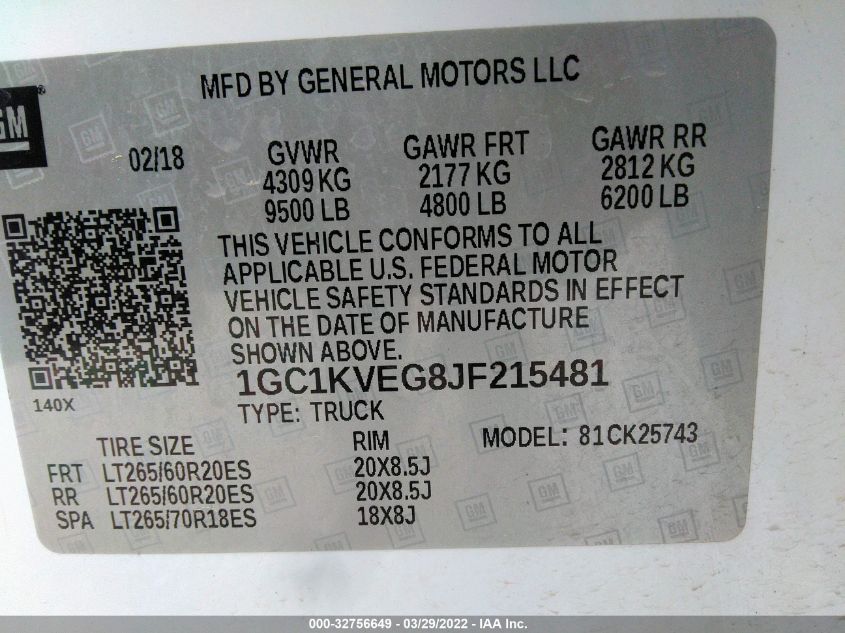 MFD BY GENERAL MOTORS LLC
GM
02/18
GVWR GAWR FRT GAWR RR
4309 KG 2177 KG 2812 KG
9500 LB 4800 LB 6200 LB
THIS VEHICLE CONFORMS TO ALL
APPLICABLE U.S. FEDERAL MOTOR
VEHICLE SAFETY STANDARDS IN EFFECT
ON THE DATE OF MANUFACTURE
SHOWN ABOVE.
1GC1KVEG8JF215481
140X
TYPE: TRUCK
MODEL: 81CK25743
TIRE SIZE RIM
FRT LT265/60R20ES 20X8.5J
RR LT265/60R20ES 20X8.5J
SPA LT265/70R18ES 18X8J
000-32756649 - 03/29/2022 - IAA Inc.